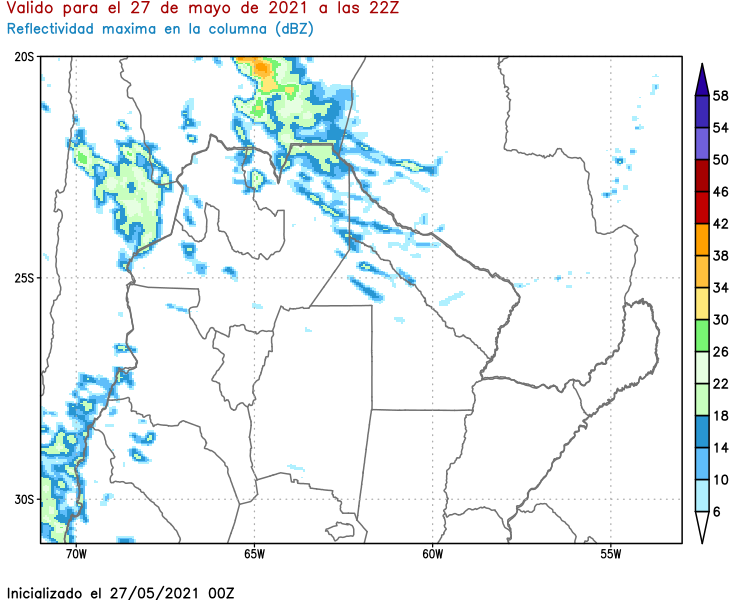 Valido para el 27 de mayo de 2021 a las 22Z
Reflectividad maxima en la columna (dBZ)
20S
25S
30S
70W
65W
60W
55W
58
54
50
46
42
38
34
30
26
22
18
14
10
6
Inicializado el 27/05/2021 00Z